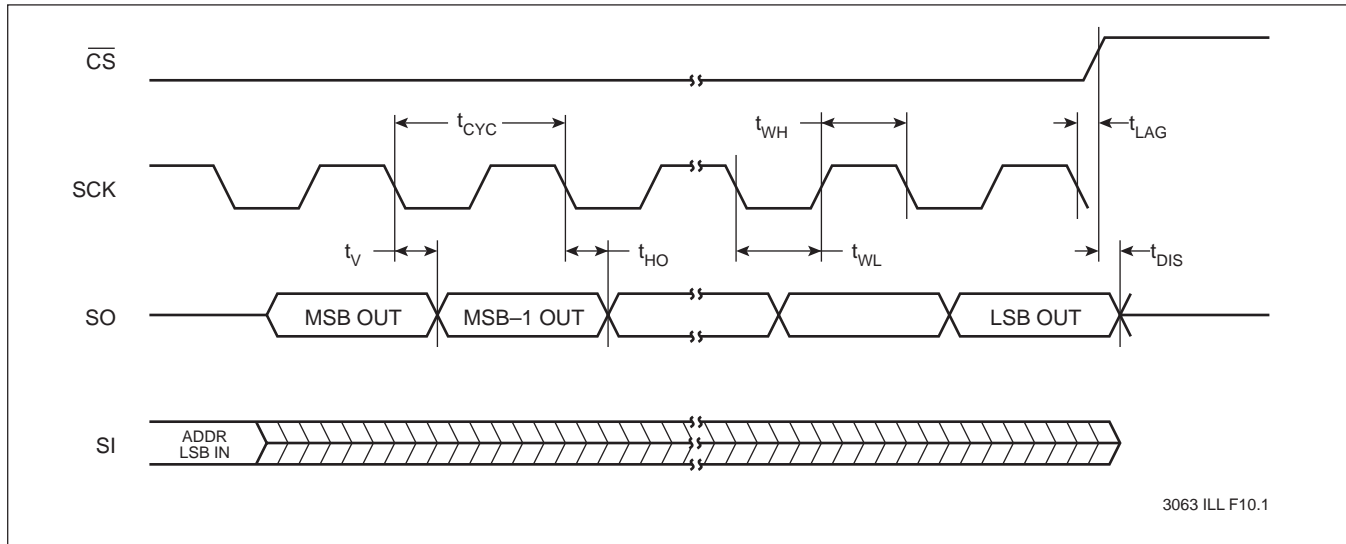 CS
tCYC
tWH
tLAG
SCK
tV
tHO
tWL
tDIS
SO
MSB OUT
MSB–1 OUT
LSB OUT
SI
ADDR
LSB IN
3063 ILL F10.1